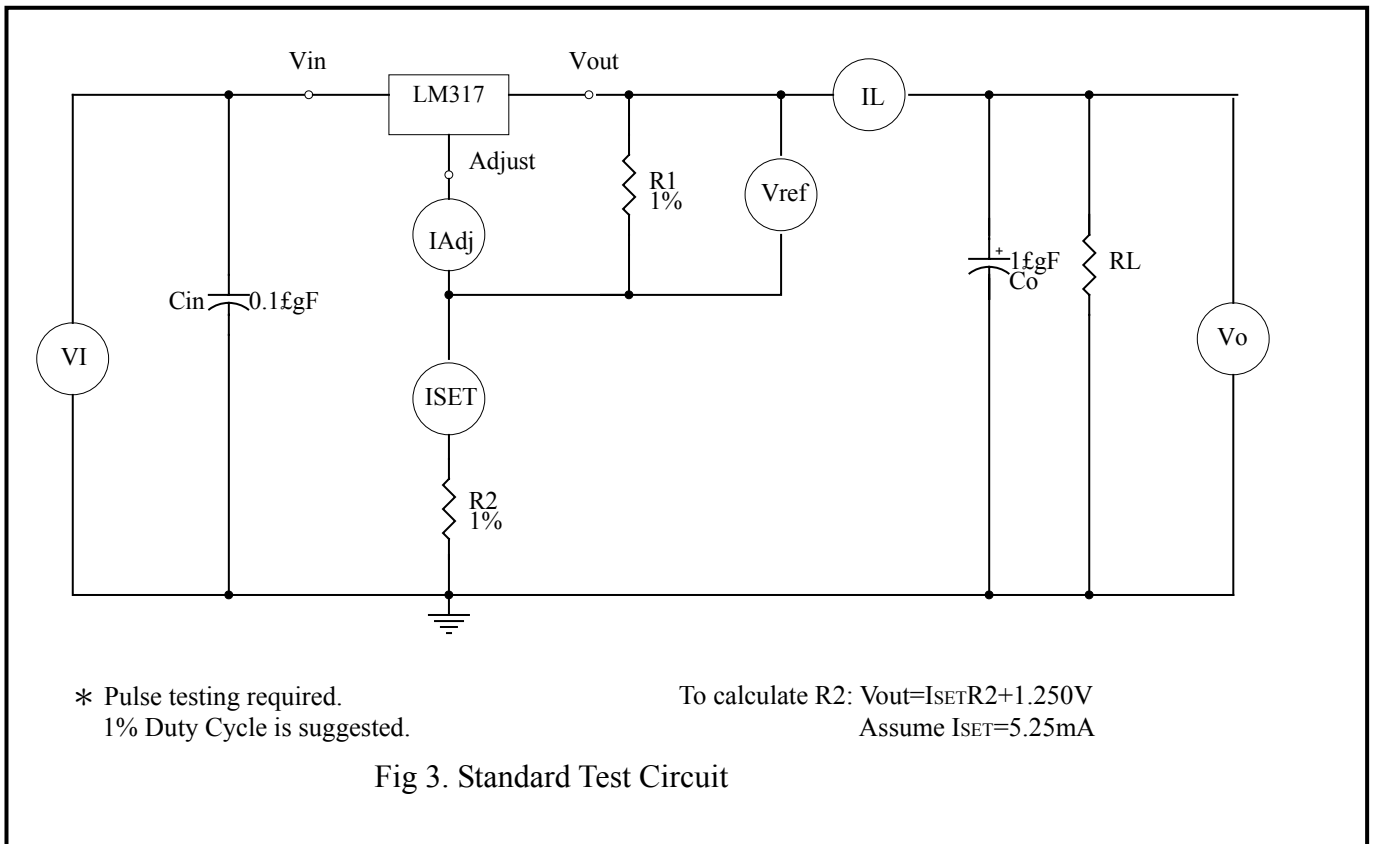 Vin
Vout
LM317
IL
Adjust
R1
1%
Vref
IAdj
+
1£gF
Co
RL
Cin
0.1£gF
VI
Vo
ISET
R2
1%
* Pulse testing required.
1% Duty Cycle is suggested.
To calculate R2: Vout=ISETR2+1.250V
Assume ISET=5.25mA
Fig 3. Standard Test Circuit